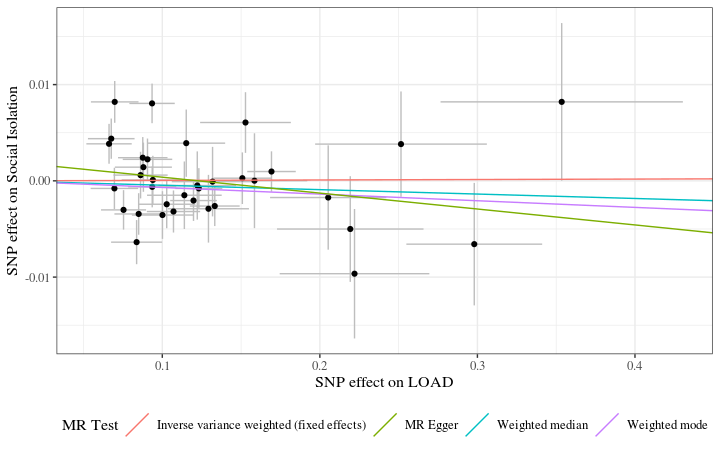 SNP effect on Social Isolation
0.01
0.00
-0.01
0.1
0.2
0.3
0.4
SNP effect on LOAD
MR Test
Inverse variance weighted (fixed effects)
MR Egger
Weighted median
Weighted mode